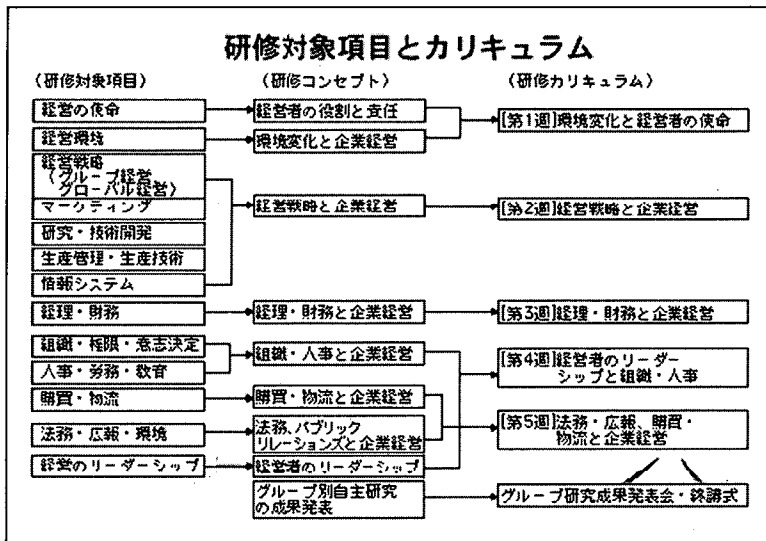 研修対象項目とカリキュラム
〈研修対象項目〉
〈研修コンセプト〉
〈研修カリキュラム〉
経営の使命
経営者の役割と責任
[第1週]環境変化と経営者の使命
経営環境
環境変化と企業経営
経営戦略
〈グループ経営
グローバル経営〉
マーケティング
経営戦略と企業経営
[第2週]経営戦略と企業経営
研究・技術開発
生産管理・生産技術
情報システム
経理・財務
経理・財務と企業経営
[第3週]経理・財務と企業経営
組織・権限・意志決定
組織・人事と企業経営
[第4週]経営者のリーダー
シップと組織・人事
人事・労務・教育
購買・物流
購買・物流と企業経営
法務・広報・環境
法務、パブリック
リレーションズと企業経営
[第5週]法務・広報、購買・
物流と企業経営
経営のリーダーシップ
経営者のリーダーシップ
グループ別自主研究
の成果発表
グループ研究成果発表会・終講式